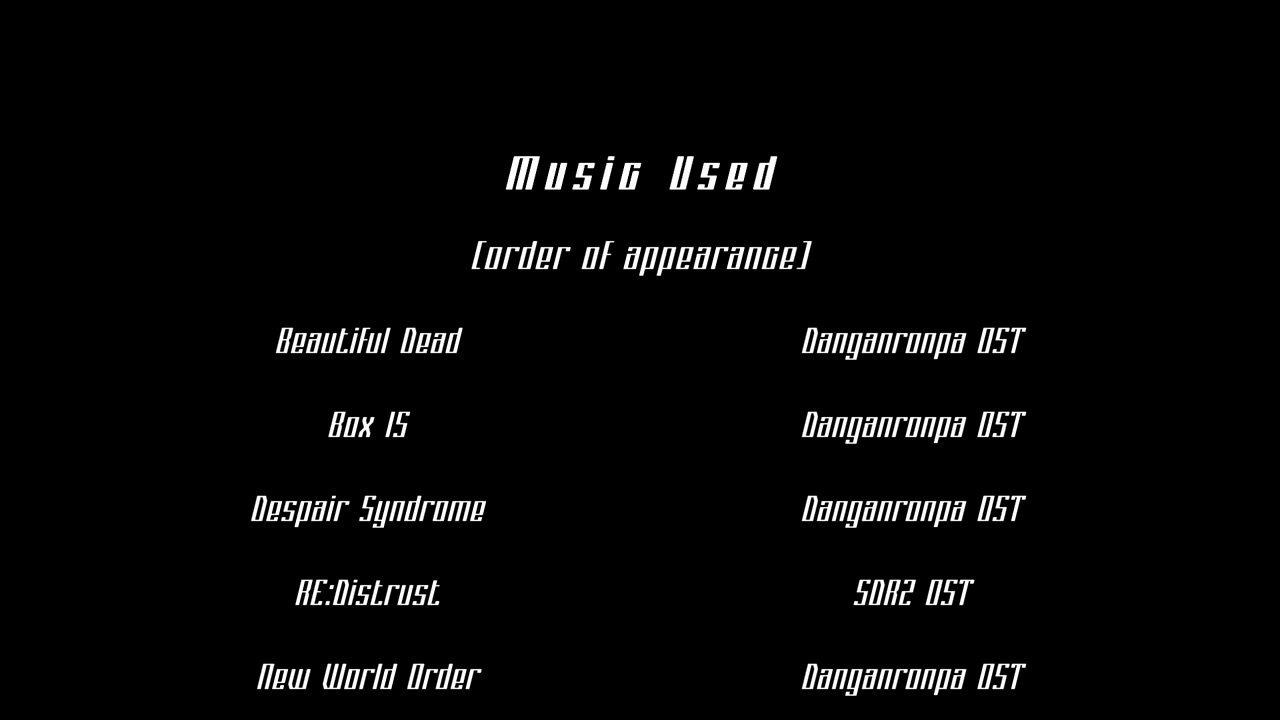 Music Used
[order of appearance]
Beautiful Dead Danganronpa OST
Box 15 Danganronpa OST
Despair Syndrome Danganronpa OST
RE:Distrust SDR2 OST
New World Order Danganronpa OST